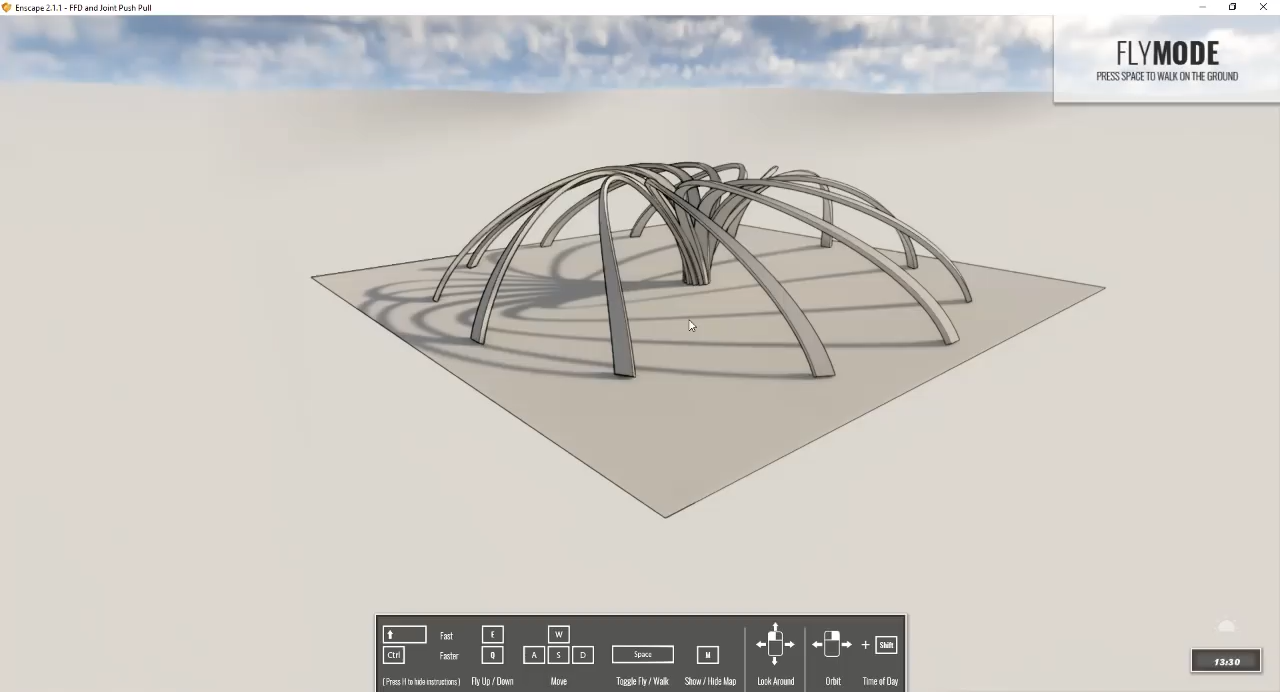 Enscape 2.1.1 - FFD and Joint Push Pull
FLYMODE
PRESS SPACE TO WALK ON THE GROUND
Fast
E
W
Ctrl
Faster
Q
A
S
D
Space
M
+
Shift
( Press H to hide instructions )
Fly Up / Down
Move
Toggle Fly / Walk
Show / Hide Map
Look Around
Orbit
Time of Day
13:30